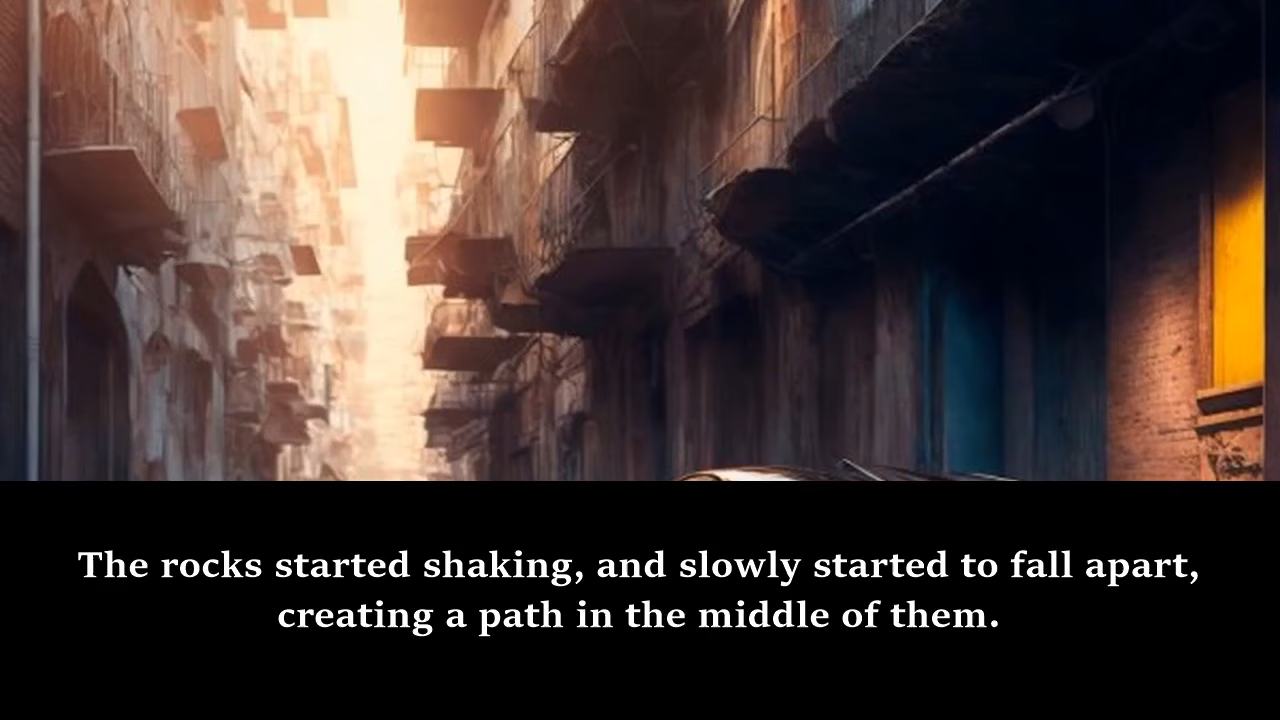 The rocks started shaking, and slowly started to fall apart,
creating a path in the middle of them.